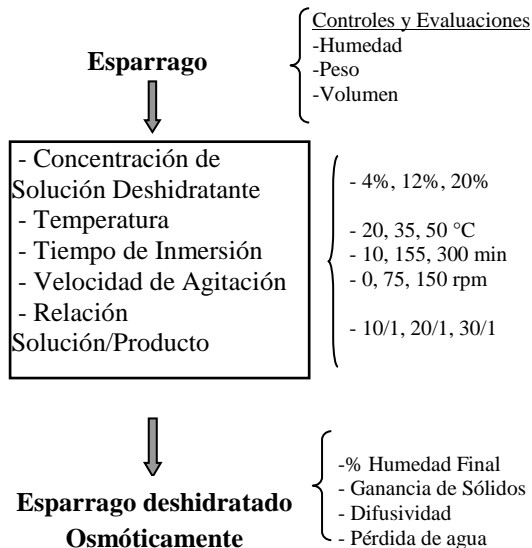 Controles y Evaluaciones
-Humedad
-Peso
-Volumen
Esparrago
- Concentración de
Solución Deshidratante
- Temperatura
- Tiempo de Inmersión
- Velocidad de Agitación
- Relación
Solución/Producto
- 4%, 12%, 20%
- 20, 35, 50 °C
- 10, 155, 300 min
- 0, 75, 150 rpm
- 10/1, 20/1, 30/1
Esparrago deshidratado
Osmóticamente
-% Humedad Final
- Ganancia de Sólidos
- Difusividad
- Pérdida de agua